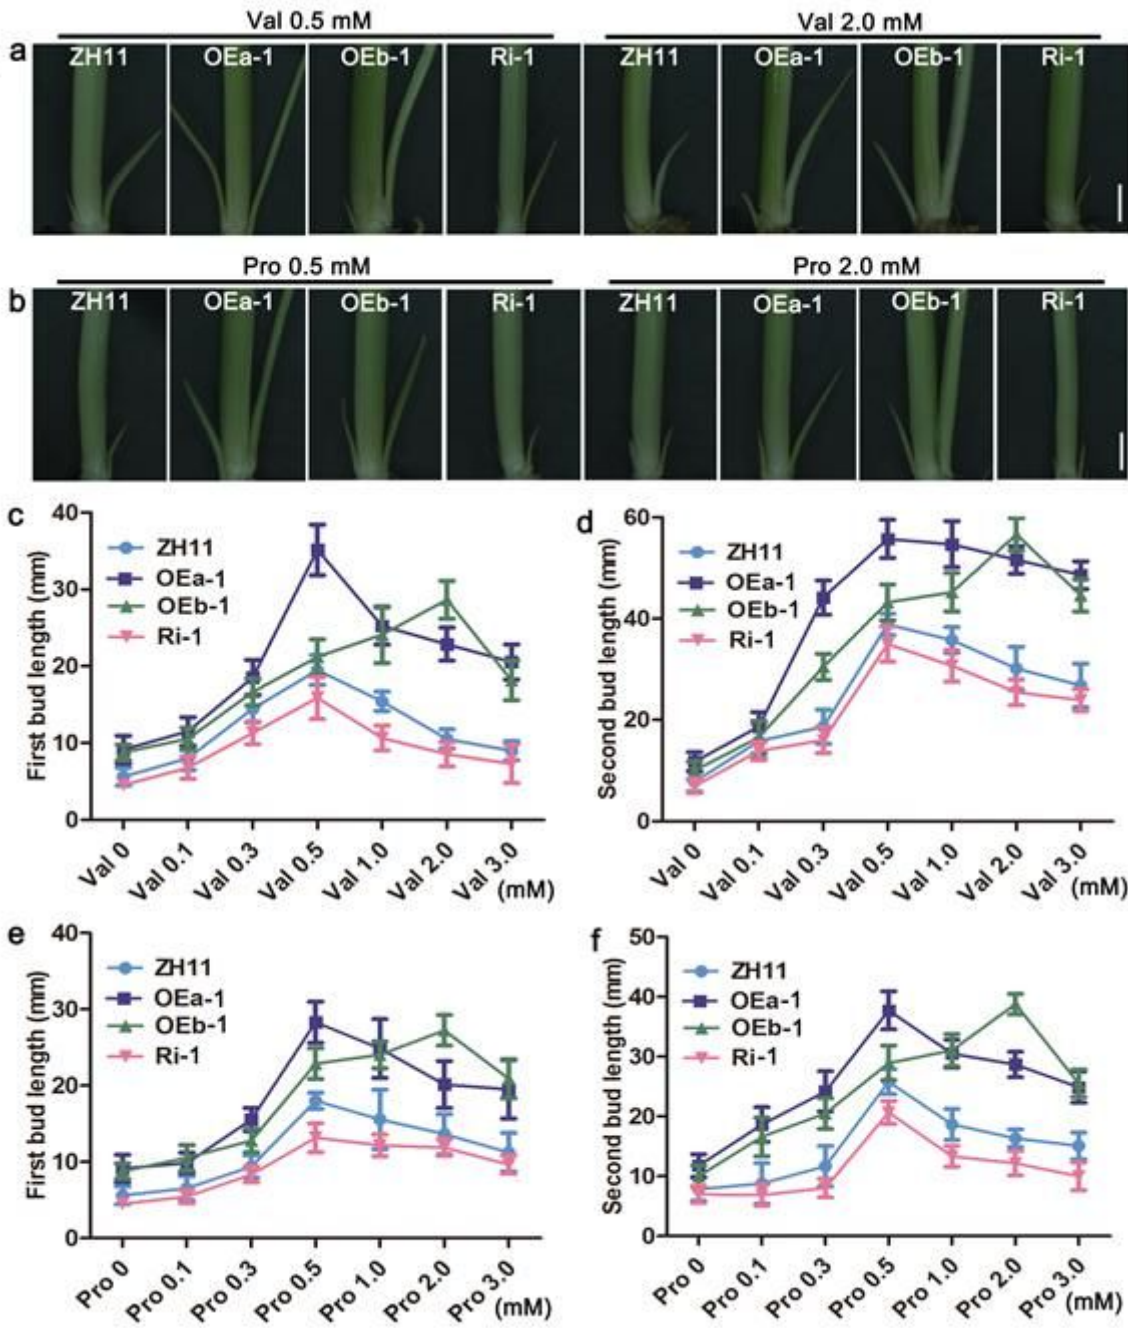 Val 0.5 mM Val 2.0 mM
a ZH11 OEa-1 OEb-1 Ri-1 ZH11 OEa-1 OEb-1 Ri-1
Pro 0.5 mM Pro 2.0 mM
b ZH11 OEa-1 OEb-1 Ri-1 ZH11 OEa-1 OEb-1 Ri-1
c
First bud length (mm)
40
30
20
10
0
ZH11
OEa-1
OEb-1
Ri-1
Val 0 Val 0.1 Val 0.3 Val 0.5 Val 1.0 Val 2.0 Val 3.0
(mM)
d
Second bud length (mm)
60
40
20
0
ZH11
OEa-1
OEb-1
Ri-1
Val 0 Val 0.1 Val 0.3 Val 0.5 Val 1.0 Val 2.0 Val 3.0
(mM)
e
First bud length (mm)
40
30
20
10
0
ZH11
OEa-1
OEb-1
Ri-1
Pro 0 Pro 0.1 Pro 0.3 Pro 0.5 Pro 1.0 Pro 2.0 Pro 3.0
(mM)
f
Second bud length (mm)
50
40
30
20
10
0
ZH11
OEa-1
OEb-1
Ri-1
Pro 0 Pro 0.1 Pro 0.3 Pro 0.5 Pro 1.0 Pro 2.0 Pro 3.0
(mM)